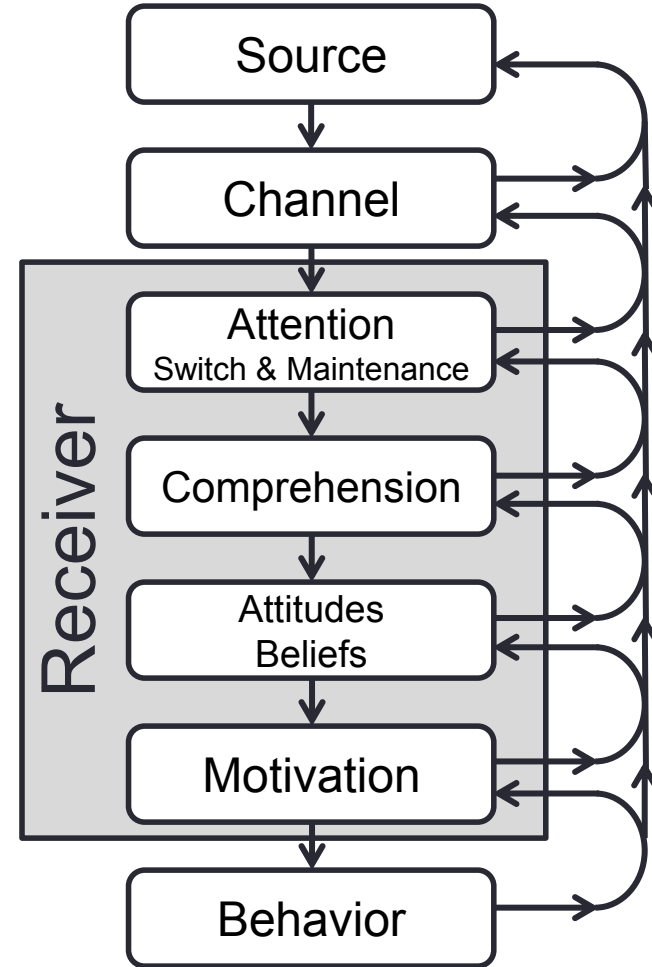 Source
Channel
Receiver
Attention
Switch & Maintenance
Comprehension
Attitudes
Beliefs
Motivation
Behavior